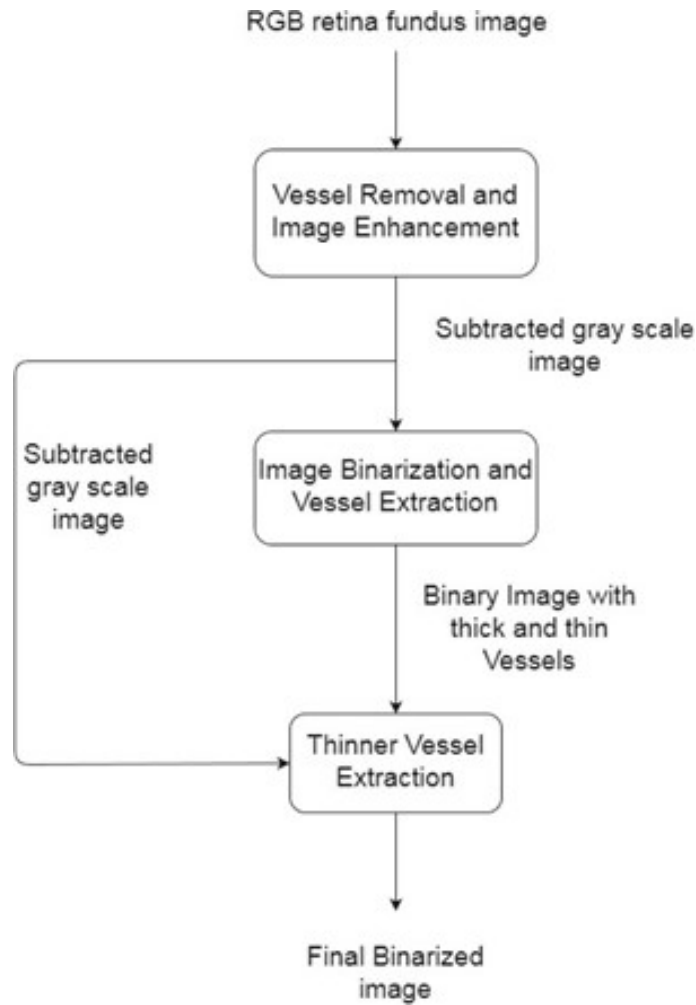 RGB retina fundus image
Vessel Removal and
Image Enhancement
Subtracted gray scale
image
Subtracted
gray scale
image
Image Binarization and
Vessel Extraction
Binary Image with
thick and thin
Vessels
Thinner Vessel
Extraction
Final Binarized
image